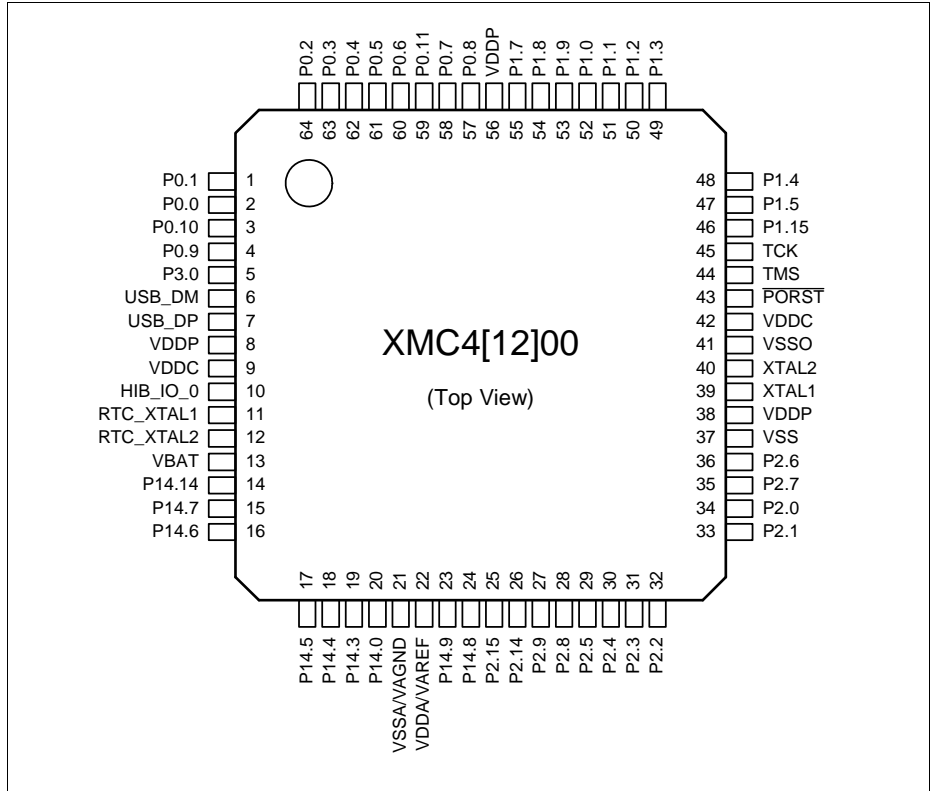 P0.2
P0.3
P0.4
P0.5
P0.6
P0.11
P0.7
P0.8
VDDP
P1.7
P1.8
P1.9
P1.0
P1.1
P1.2
P1.3
64
63
62
61
60
59
58
57
56
55
54
53
52
51
50
49
P0.1 1
P0.0 2
P0.10 3
P0.9 4
P3.0 5
USB_DM 6
USB_DP 7
VDDP 8
VDDC 9
HIB_IO_0 10
RTC_XTAL1 11
RTC_XTAL2 12
VBAT 13
P14.14 14
P14.7 15
P14.6 16
XMC4[12]00
(Top View)
48 P1.4
47 P1.5
46 P1.15
45 TCK
44 TMS
43 PORST
42 VDDC
41 VSSO
40 XTAL2
39 XTAL1
38 VDDP
37 VSS
36 P2.6
35 P2.7
34 P2.0
33 P2.1
17
18
19
20
21
22
23
24
25
26
27
28
29
30
31
32
P14.5
P14.4
P14.3
P14.0
VSSA/VAGND
VDDA/VAREF
P14.9
P14.8
P2.15
P2.14
P2.9
P2.8
P2.5
P2.4
P2.3
P2.2